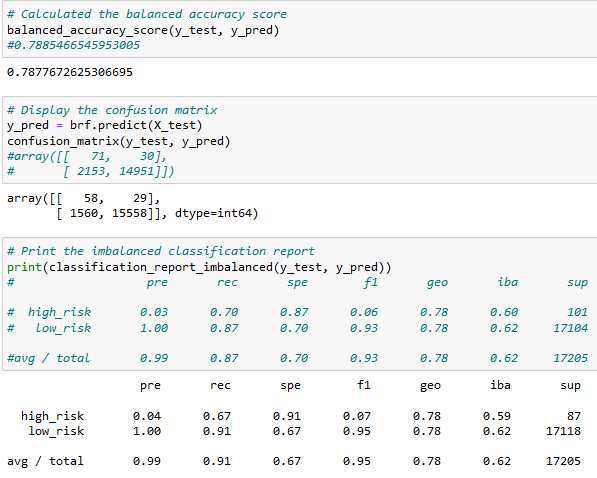 # Calculated the balanced accuracy score
balanced_accuracy_score(y_test, y_pred)
#0.7885466545953005
0.7877672625306695
# Display the confusion matrix
y_pred = brf.predict(X_test)
confusion_matrix(y_test, y_pred)
#array([[   71,    30],
#       [ 2153, 14951]])
array([[   58,    29],
       [ 1560, 15558]], dtype=int64)
# Print the imbalanced classification report
print(classification_report_imbalanced(y_test, y_pred))
#                   pre       rec       spe        f1       geo       iba       sup
#  high_risk       0.03      0.70      0.87      0.06      0.78      0.60       101
#   low_risk       1.00      0.87      0.70      0.93      0.78      0.62     17104
#avg / total       0.99      0.87      0.70      0.93      0.78      0.62     17205
                   pre       rec       spe        f1       geo       iba       sup
  high_risk       0.04      0.67      0.91      0.07      0.78      0.59        87
   low_risk       1.00      0.91      0.67      0.95      0.78      0.62     17118
avg / total       0.99      0.91      0.67      0.95      0.78      0.62     17205